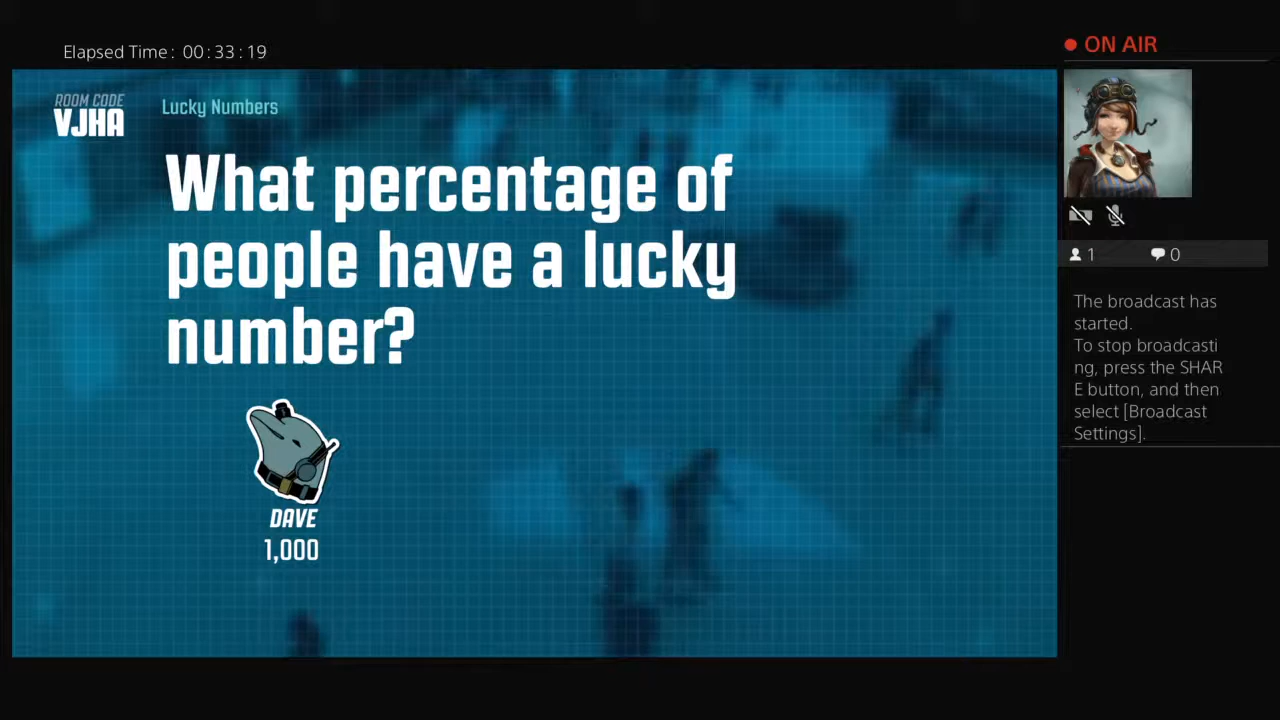 Elapsed Time: 00:33:19
ON AIR
ROOM CODE
VJHA
Lucky Numbers
What percentage of
people have a lucky
number?
DAVE
1,000
1
0
The broadcast has
started.
To stop broadcasti
ng, press the SHAR
E button, and then
select [Broadcast
Settings].